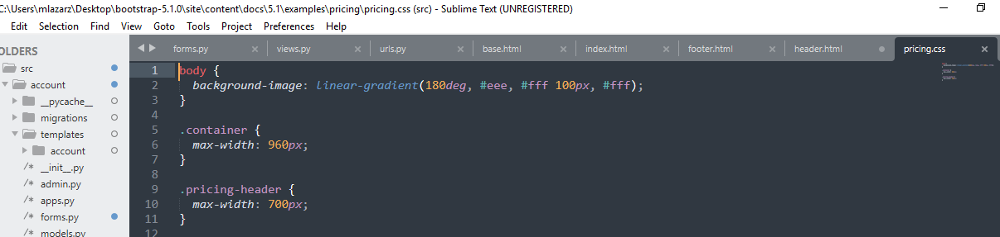 C:\Users\mlazarz\Desktop\bootstrap-5.1.0\site\content\docs\5.1\examples\pricing\pricing.css (src) - Sublime Text (UNREGISTERED)
Edit Selection Find View Goto Tools Project Preferences Help
OLDERS
src
account
__pycache__
migrations
templates
account
/* __init__.py
/* admin.py
/* apps.py
/* forms.py
/* models.py
forms.py × views.py × urls.py × base.html × index.html × footer.html × header.html pricing.css ×
1 body {
2 background-image: linear-gradient(180deg, #eee, #fff 100px, #fff);
3 }
4
5 .container {
6 max-width: 960px;
7 }
8
9 .pricing-header {
10 max-width: 700px;
11 }
12